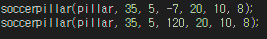 soccerpillar(pillar, 35, 5, -7, 20, 10, 8);
soccerpillar(pillar, 35, 5, 120, 20, 10, 8);